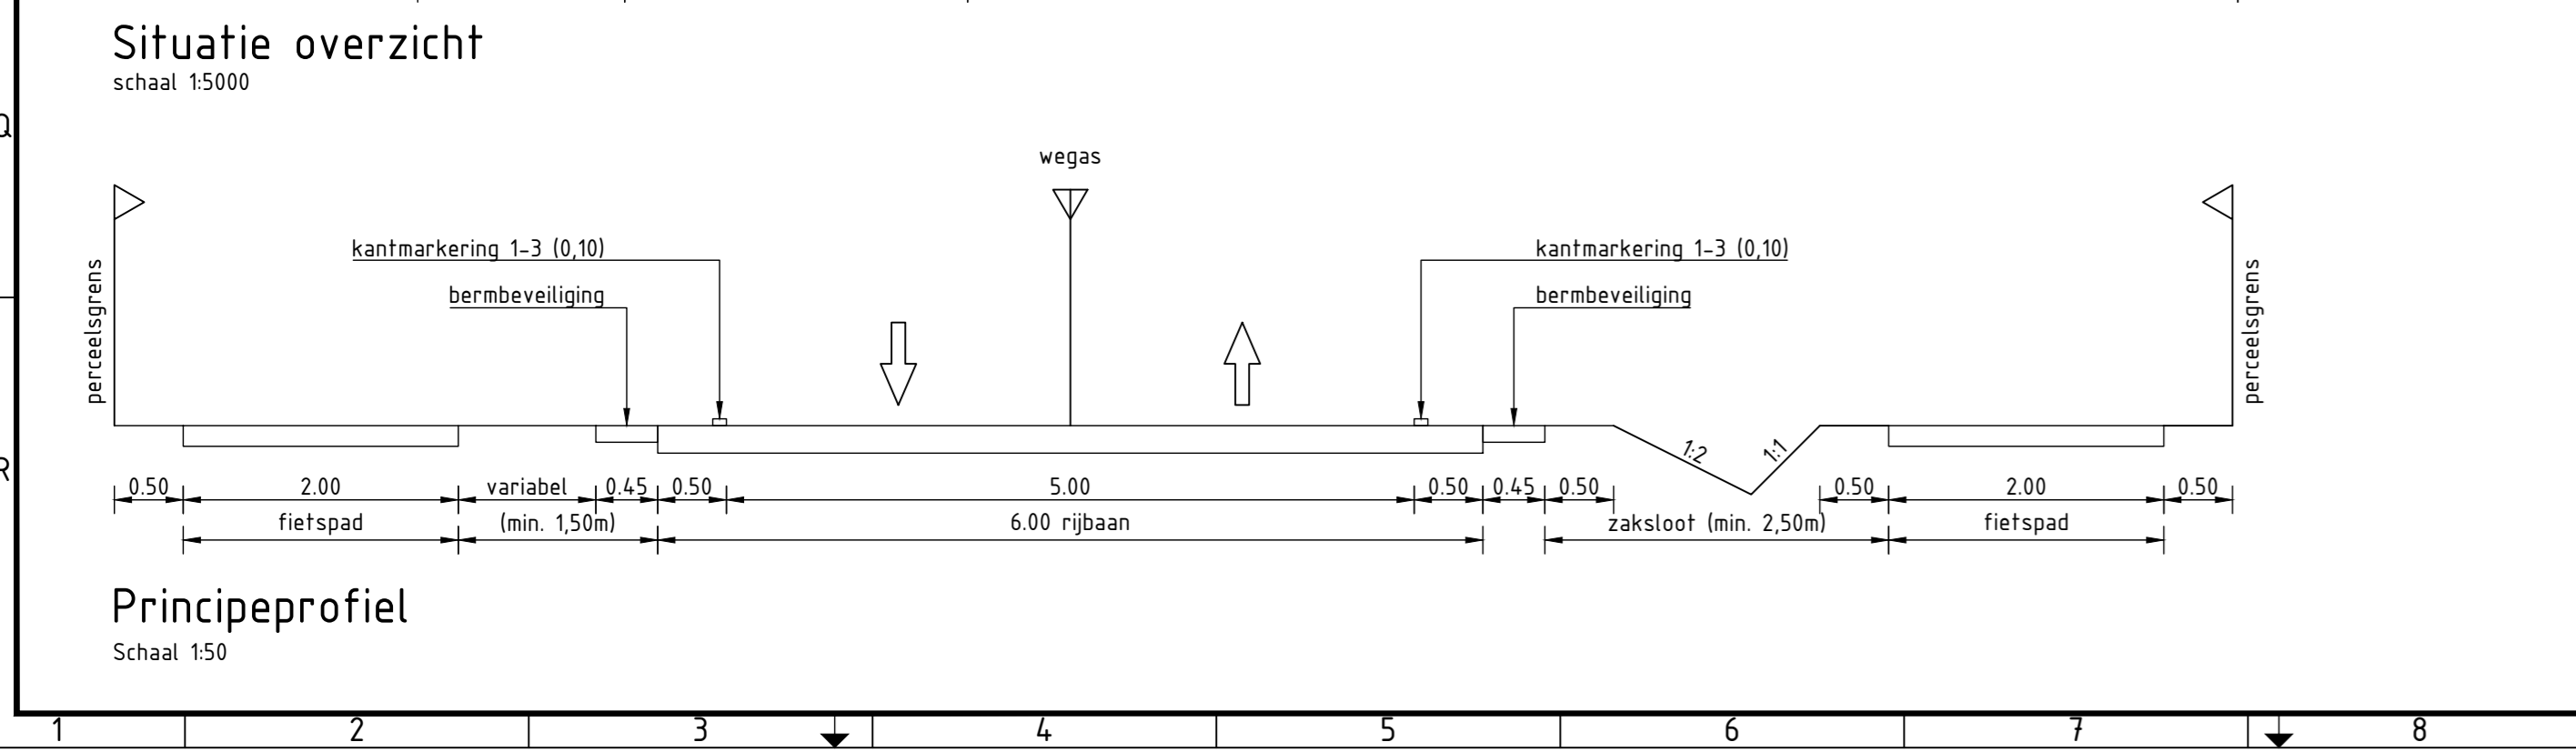 Situatie overzicht
schaal 1:5000
Q
wegas
kantmarkering 1-3 (0,10)
kantmarkering 1-3 (0,10)
bermbeveiliging
bermbeveiliging
perceelsgrens
perceelsgrens
1:2
1:1
R
0.50 2.00 variabel 0.45 0.50 5.00 0.50 0.45 0.50 0.50 2.00 0.50
fietspad (min. 1,50m) 6.00 rijbaan zaksloot (min. 2,50m) fietspad
Principeprofiel
Schaal 1:50
1 2 3 4 5 6 7 8